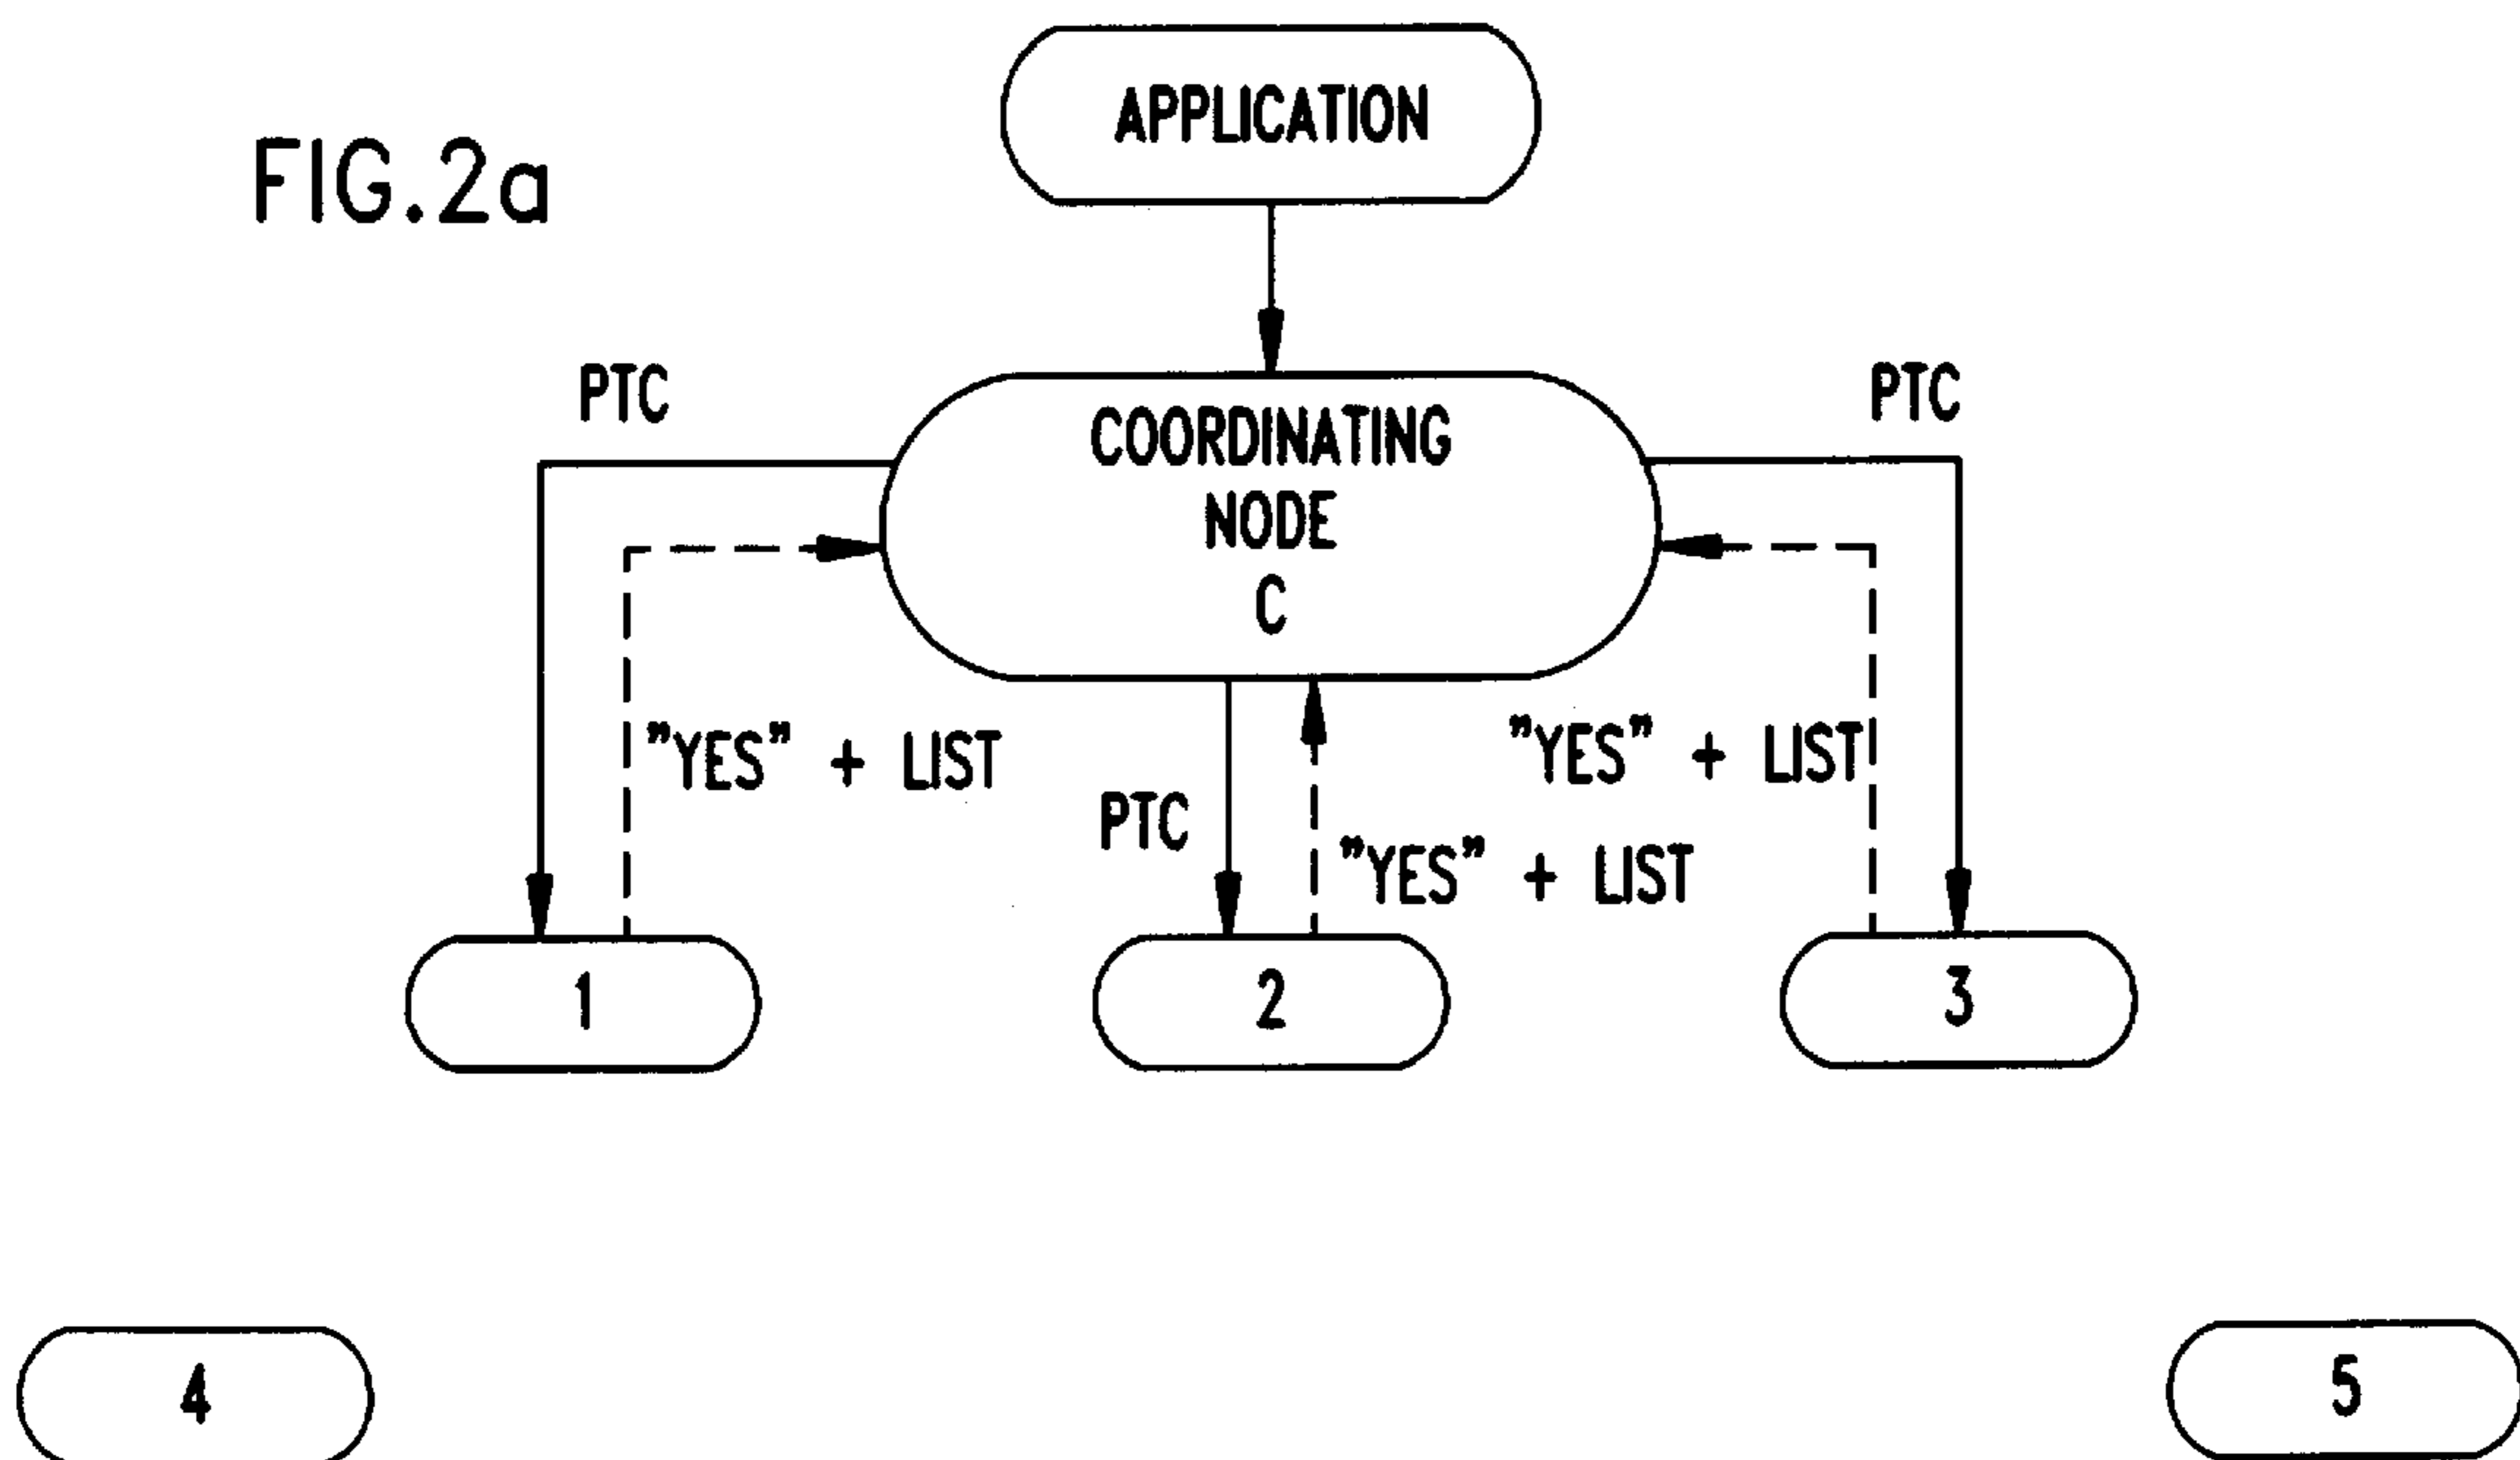 APPLICATION
FIG.2a
PTC
PTC
COORDINATING
NODE
C
"YES" + LIST
"YES" + LIST
PTC
"YES" + LIST
1
2
3
4
5